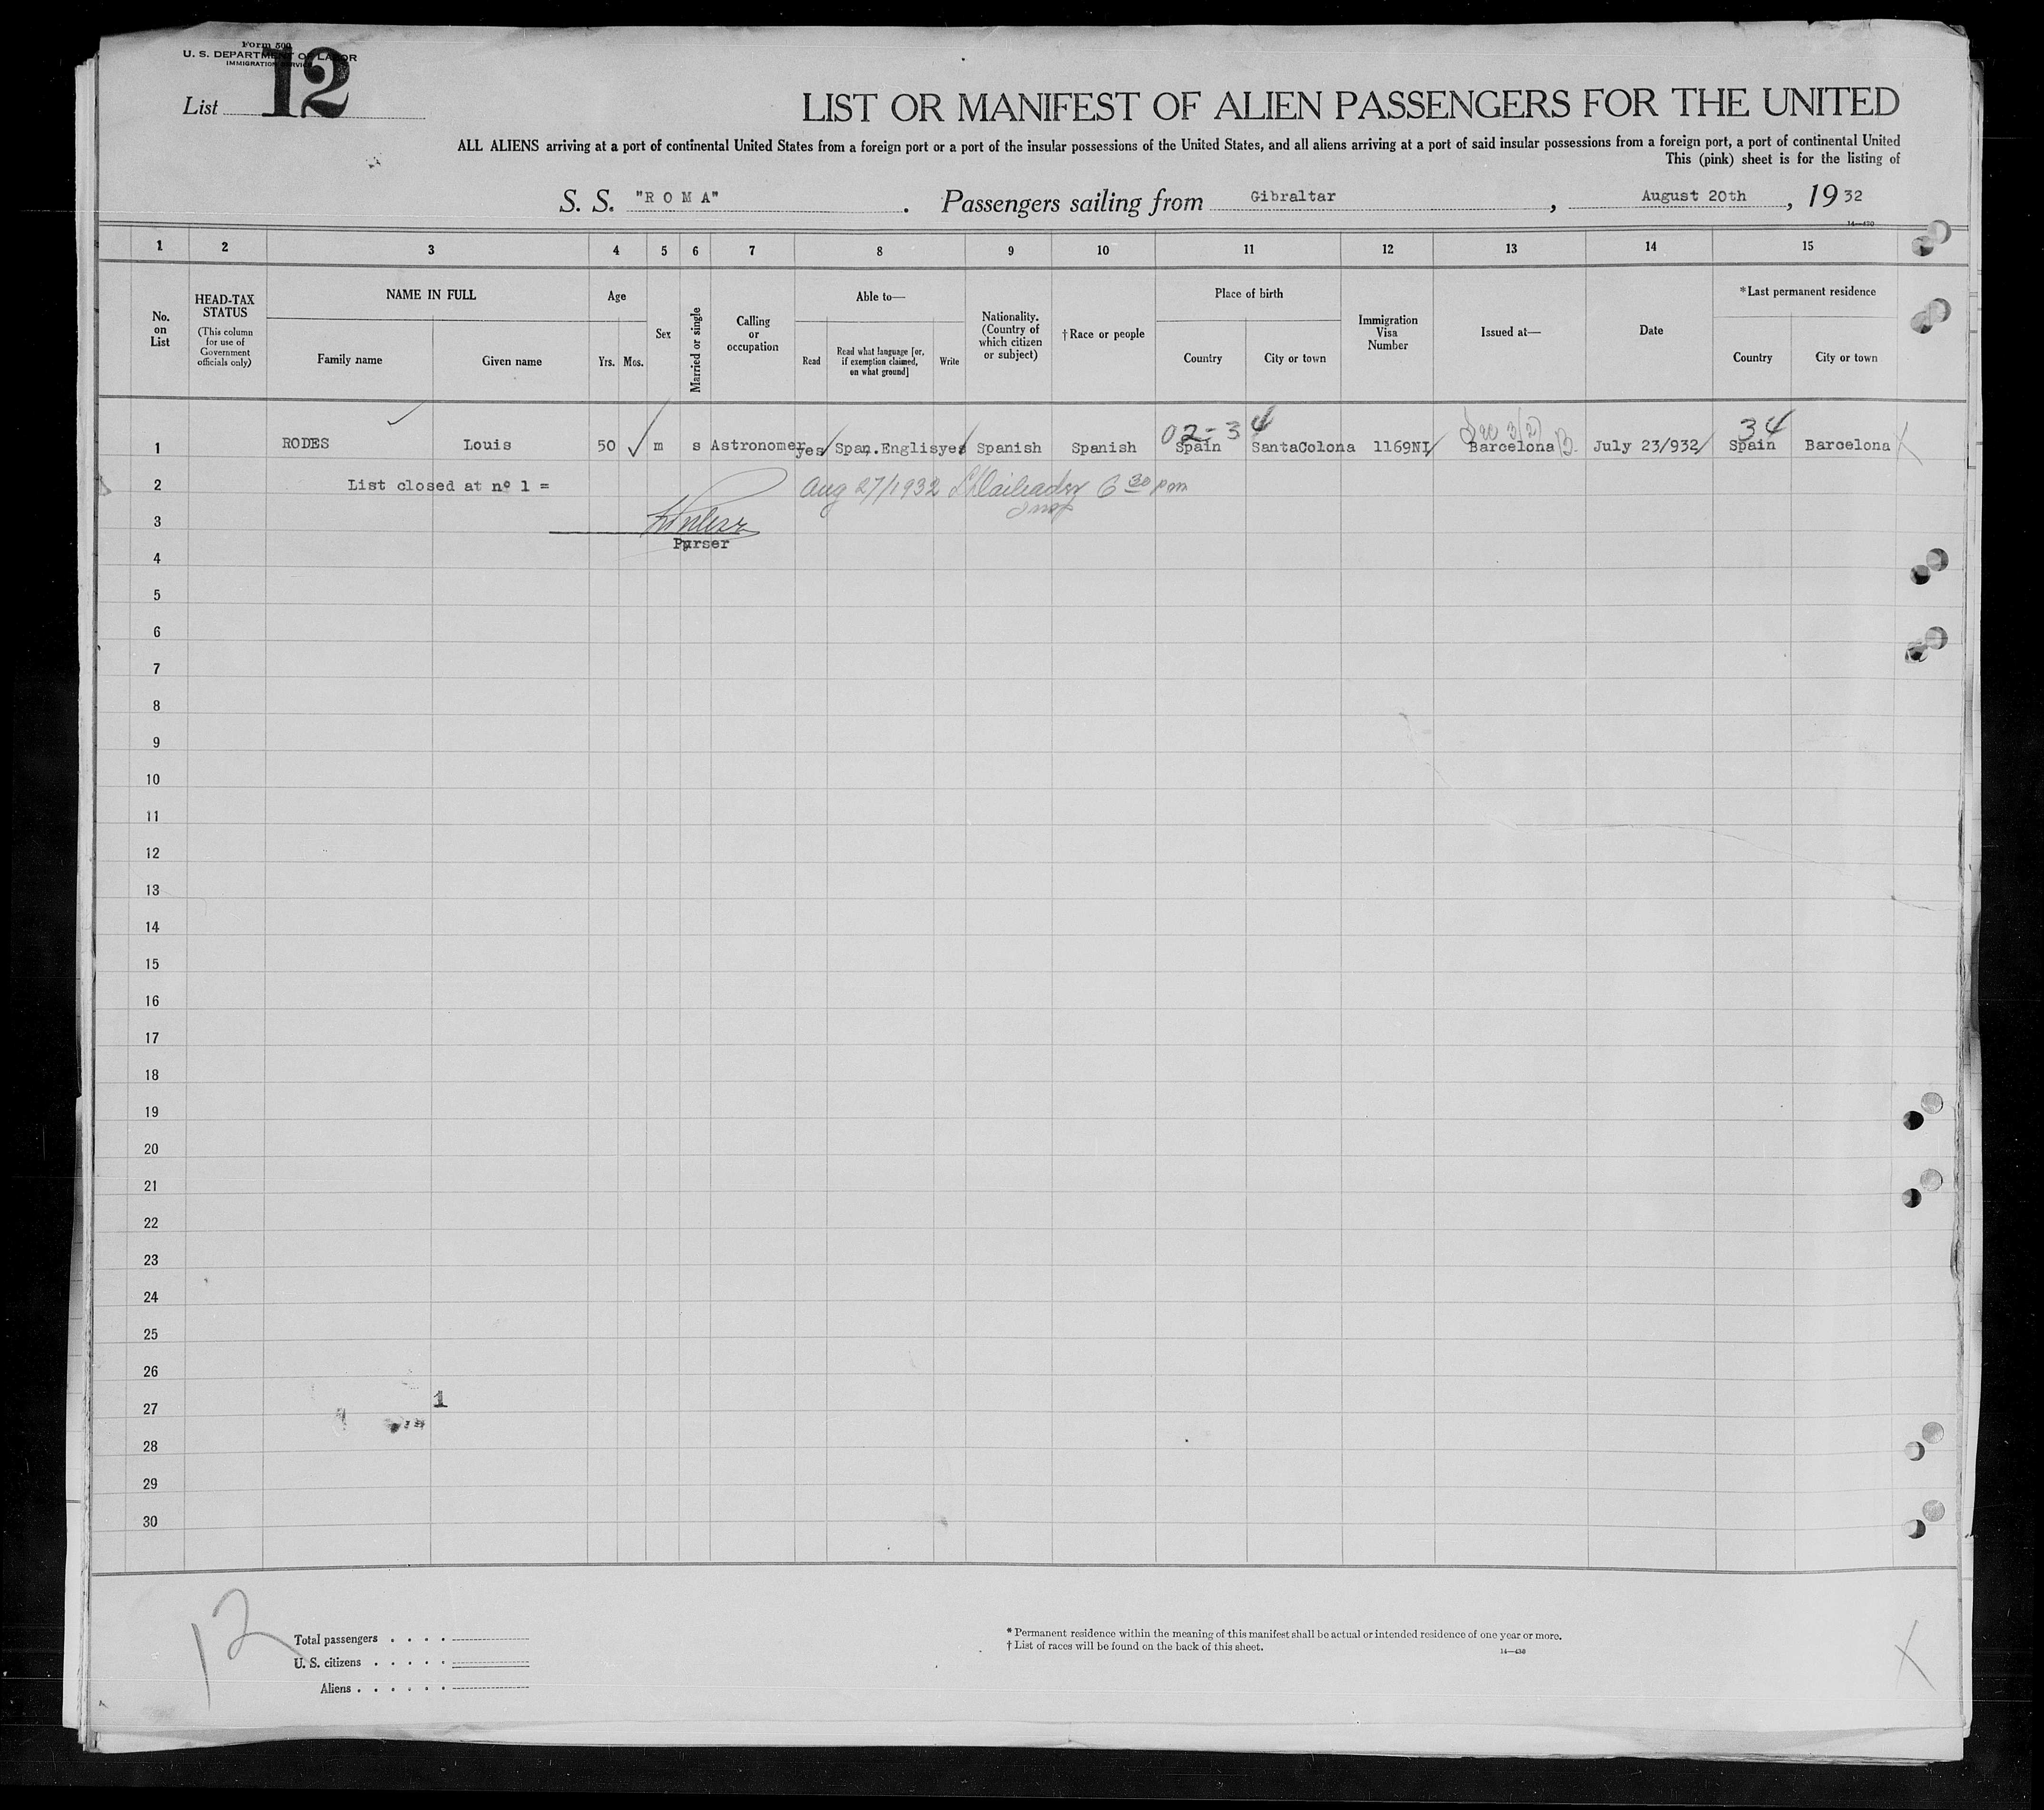 Form 500
U. S. DEPARTMENT OF LABOR
IMMIGRATION SERVICE
List 12
LIST OR MANIFEST OF ALIEN PASSENGERS FOR THE UNITED
ALL ALIENS arriving at a port of continental United States from a foreign port or a port of the insular possessions of the United States, and all aliens arriving at a port of said insular possessions from a foreign port, a port of continental United
This (pink) sheet is for the listing of
S. S. "R O M A" . Passengers sailing from Gibraltar , August 20th , 19 32
1 2 3 4 5 6 7 8 9 10 11 12 13 14 15
No. on List
HEAD-TAX STATUS
(This column for use of Government officials only)
NAME IN FULL
Family name Given name
Age
Yrs. Mos.
Sex
Married or single
Calling or occupation
Able to—
Read
Read what language [or, if exemption claimed, on what ground]
Write
Nationality. (Country of which citizen or subject)
† Race or people
Place of birth
Country City or town
Immigration Visa Number
Issued at—
Date
* Last permanent residence
Country City or town
02-34 34
1 RODES Louis 50 m s Astronomer yes Span.Englis yes Spanish Spanish Spain SantaColona 1169NI Barcelona July 23/932 Spain Barcelona
2 List closed at nº 1 = Aug 27/1932 6 30 pm
3
Purser
4
5
6
7
8
9
10
11
12
13
14
15
16
17
18
19
20
21
22
23
24
25
26
1
27
28
29
30
12
Total passengers . . . .
U. S. citizens . . . . .
Aliens . . . . . .
* Permanent residence within the meaning of this manifest shall be actual or intended residence of one year or more.
† List of races will be found on the back of this sheet.
14—430